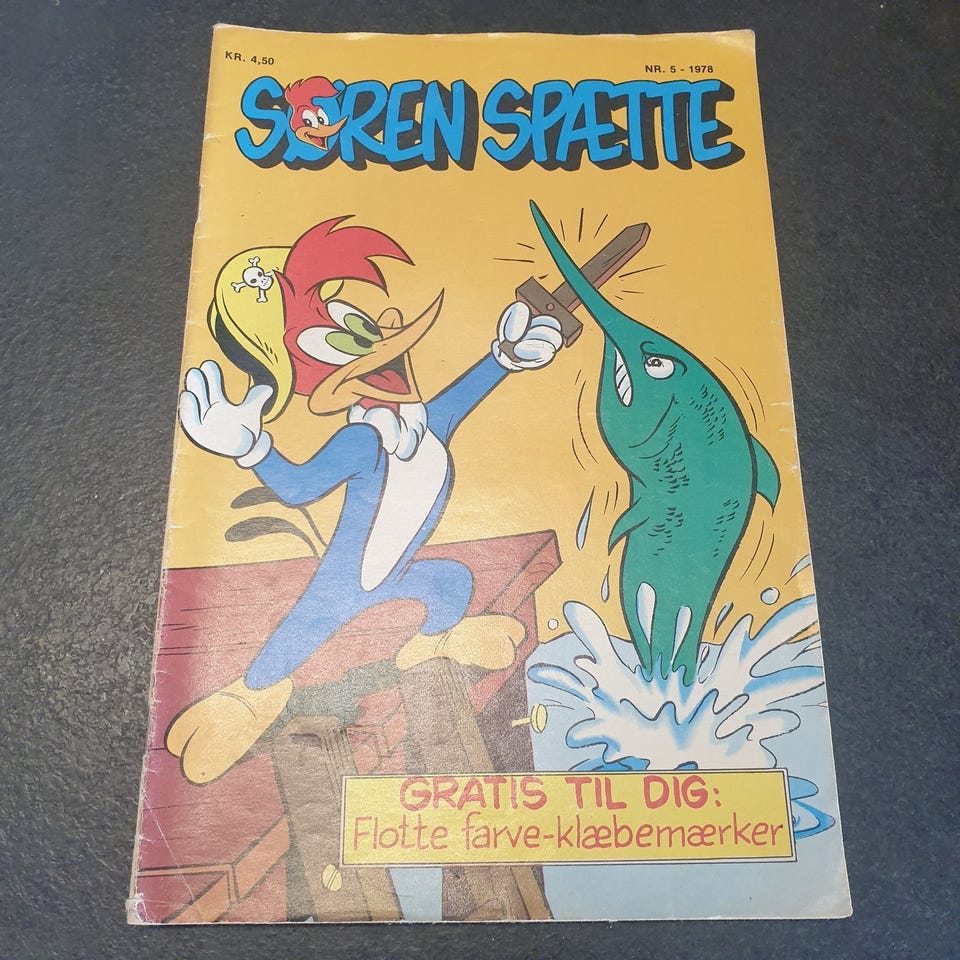 KR. 4,50
NR. 5 - 1978
SØREN SPÆTTE
GRATIS TIL DIG:
Flotte farve-klæbemærker